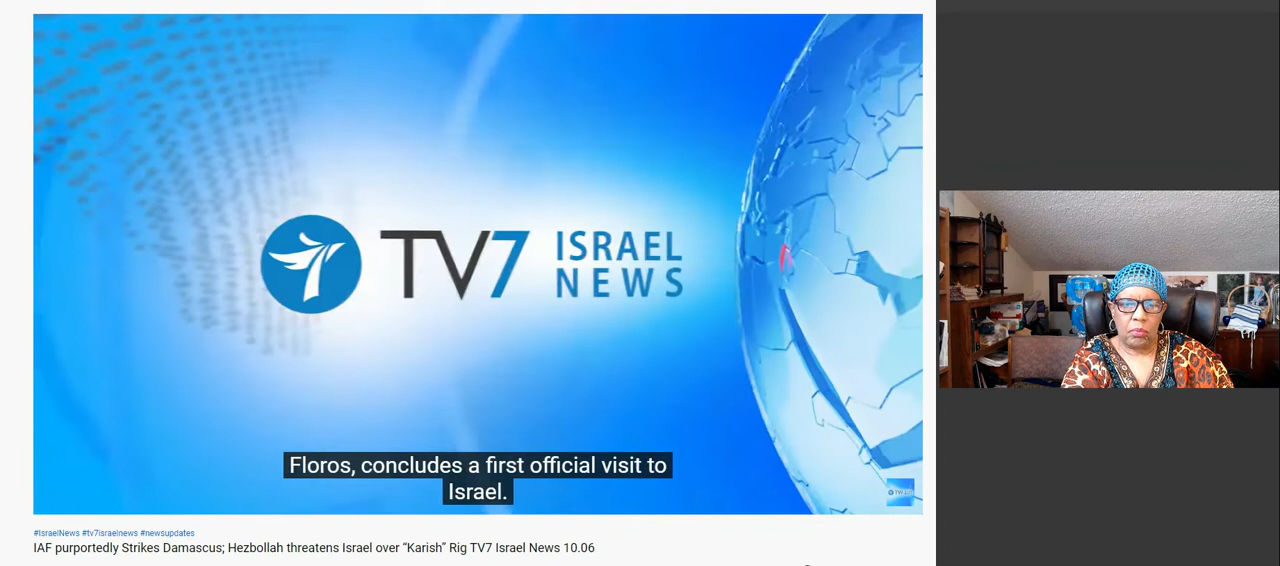 TV7 ISRAEL
NEWS
Floros, concludes a first official visit to
Israel.
#IsraelNews #tv7israelnews #newsupdates
IAF purportedly Strikes Damascus; Hezbollah threatens Israel over “Karish” Rig TV7 Israel News 10.06